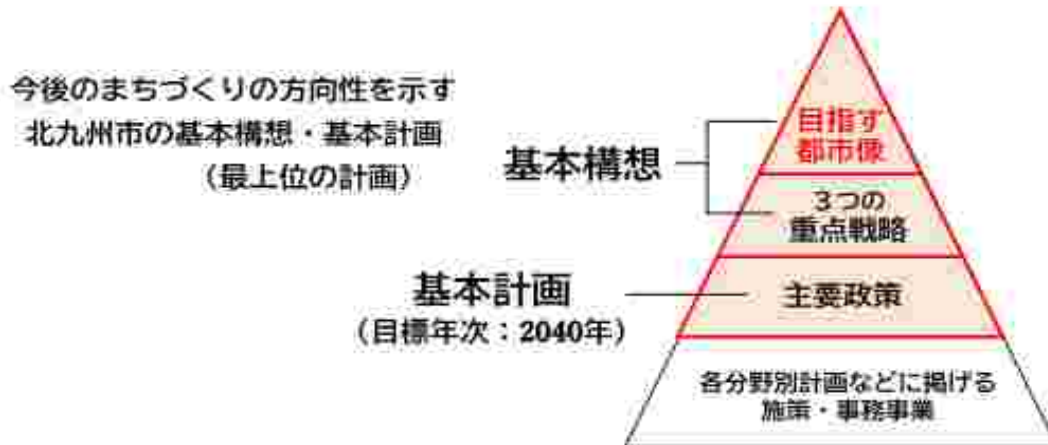 今後のまちづくりの方向性を示す
北九州市の基本構想・基本計画
（最上位の計画）
基本構想
目指す
都市像
3つの
重点戦略
基本計画
（目標年次：2040年）
主要政策
各分野別計画などに掲げる
施策・事務事業